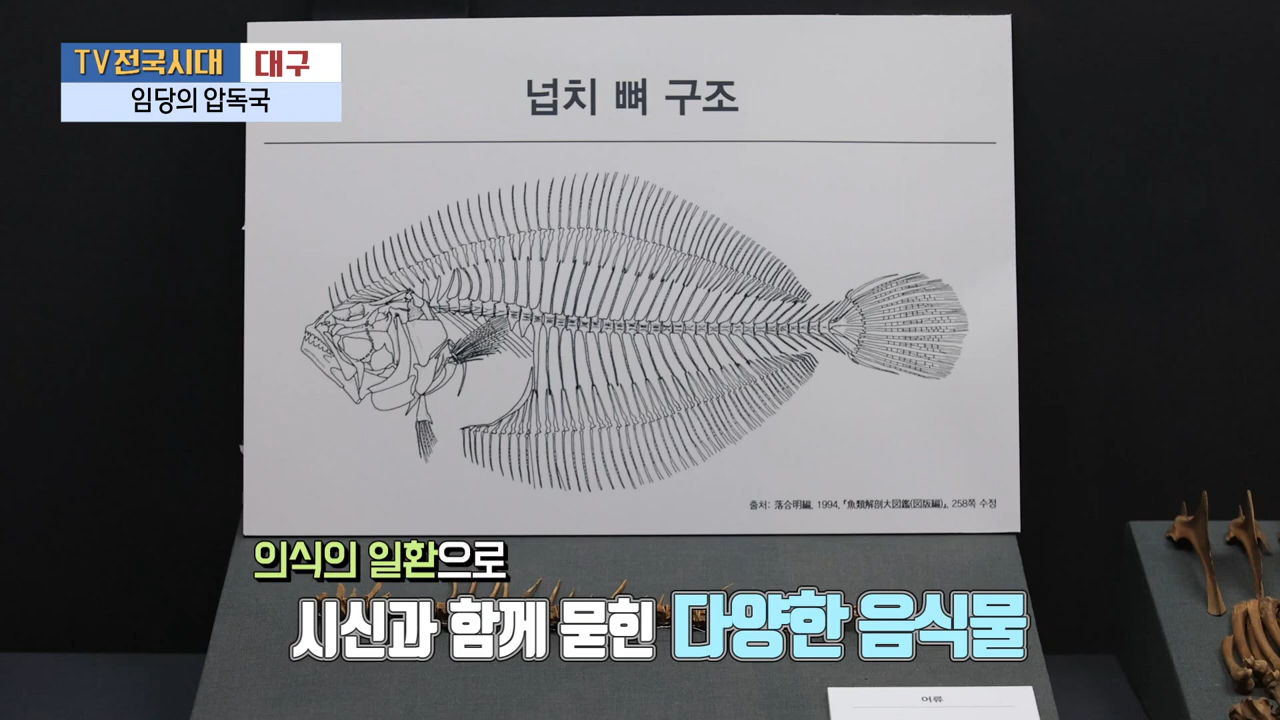 TV전국시대 대구
임당의 압독국
넙치 뼈 구조
출처: 落合明編, 1994, 『魚類解剖大図鑑(図版編)』, 258쪽 수정
의식의 일환으로
시신과 함께 묻힌 다양한 음식물
어류